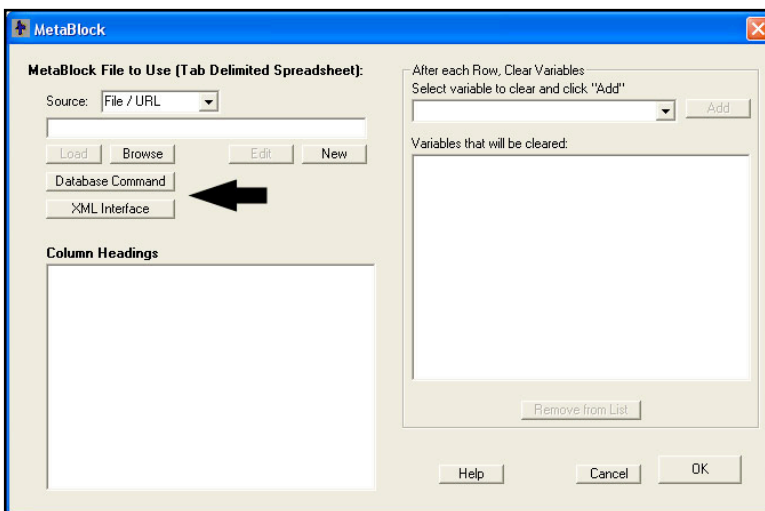 MetaBlock
MetaBlock File to Use (Tab Delimited Spreadsheet):
Source: File / URL
Load Browse Edit New
Database Command
XML Interface
Column Headings
After each Row, Clear Variables
Select variable to clear and click "Add"
Add
Variables that will be cleared:
Remove from List
Help Cancel OK